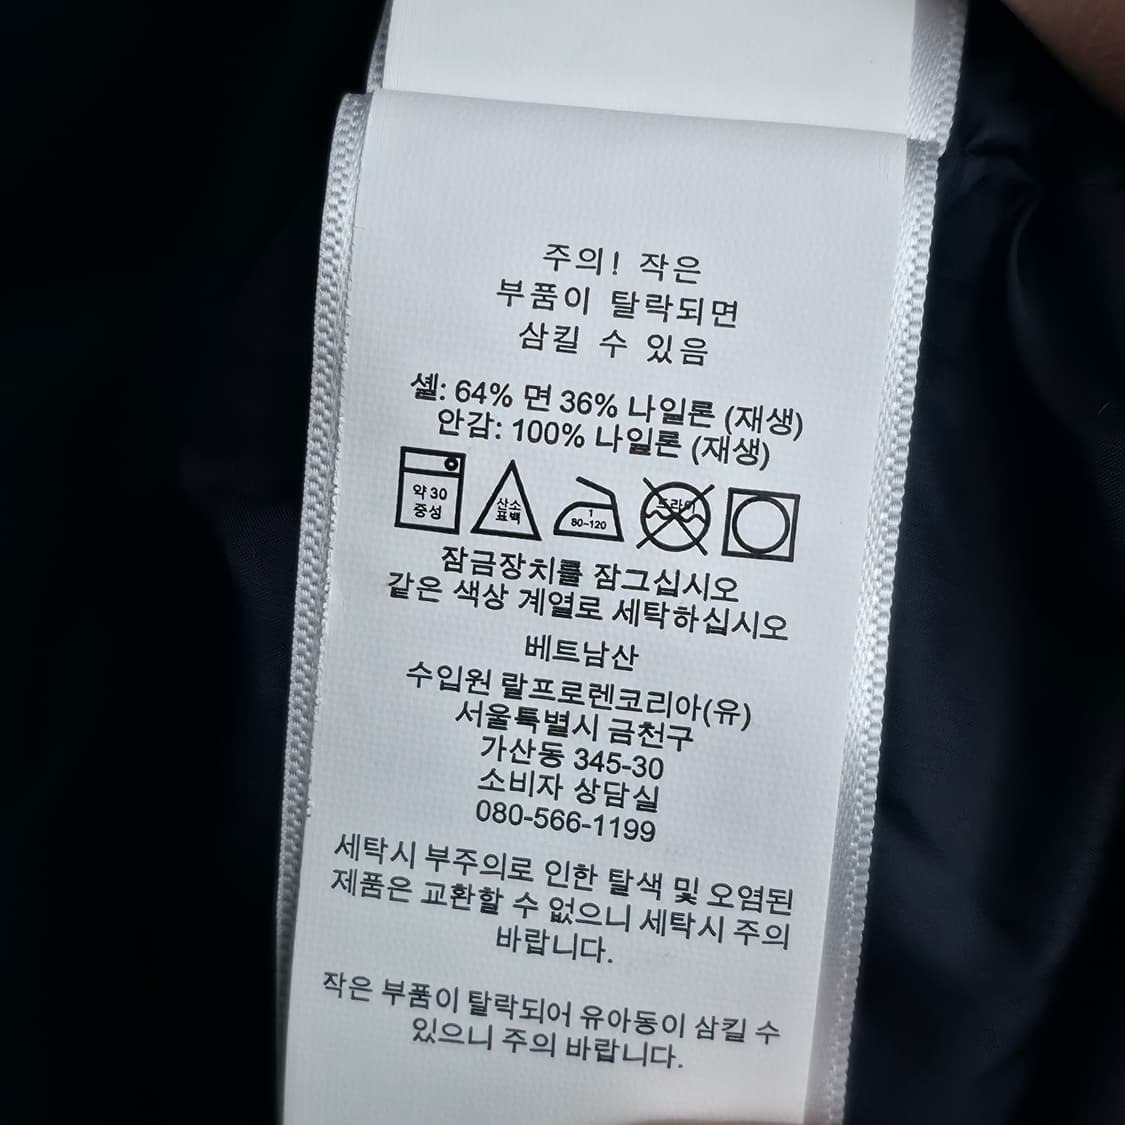 주의! 작은
부품이 탈락되면
삼킬 수 있음
셸: 64% 면 36% 나일론 (재생)
안감: 100% 나일론 (재생)
약 30
중성
산소
표백
1
80~120
드라이
잠금장치를 잠그십시오
같은 색상 계열로 세탁하십시오
베트남산
수입원 랄프로렌코리아(유)
서울특별시 금천구
가산동 345-30
소비자 상담실
080-566-1199
세탁시 부주의로 인한 탈색 및 오염된
제품은 교환할 수 없으니 세탁시 주의
바랍니다.
작은 부품이 탈락되어 유아동이 삼킬 수
있으니 주의 바랍니다.